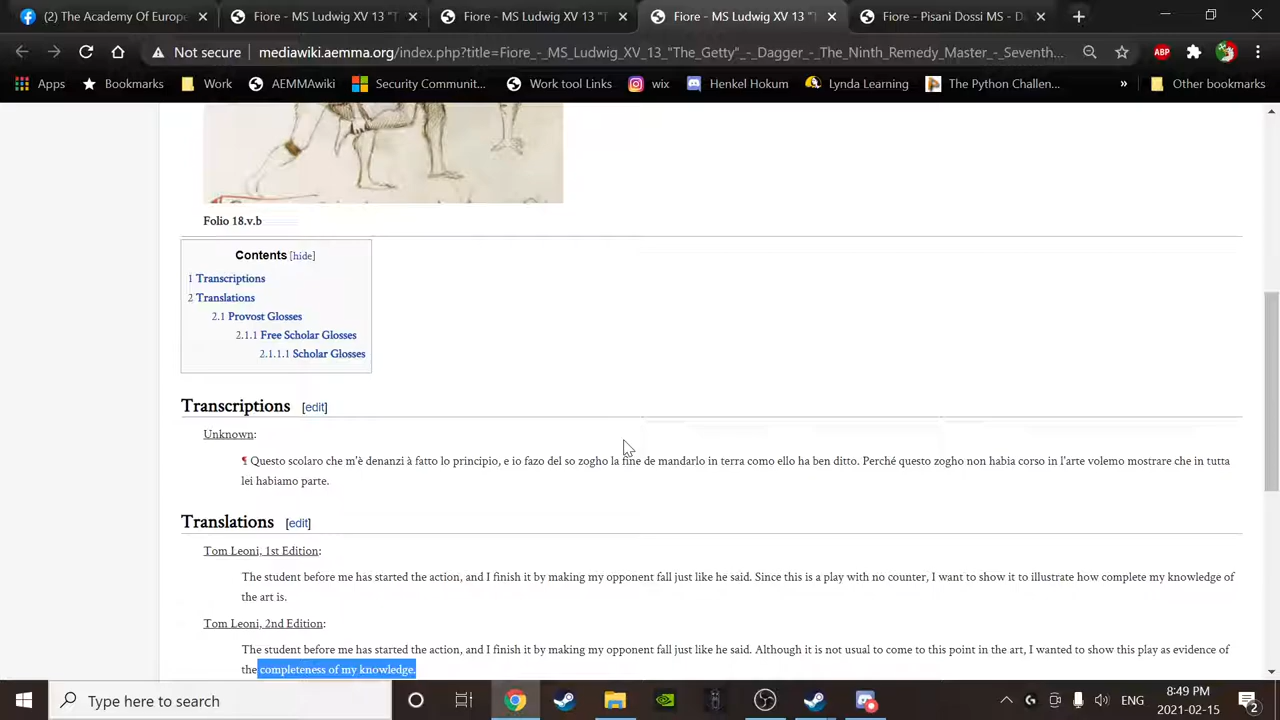 (2) The Academy Of Europe
Fiore - MS Ludwig XV 13 "T
Fiore - MS Ludwig XV 13 "T
Fiore - MS Ludwig XV 13 "
Fiore - Pisani Dossi MS - D
Not secure
mediawiki.aemma.org/index.php?title=Fiore_-_MS_Ludwig_XV_13_"The_Getty"_-_Dagger_-_The_Ninth_Remedy_Master_-_Seventh...
ABP
Apps
Bookmarks
Work
AEMMAwiki
Security Communit...
Work tool Links
wix
Henkel Hokum
Lynda Learning
The Python Challen...
»
Other bookmarks
Folio 18.v.b
Contents [hide]
1 Transcriptions
2 Translations
2.1 Provost Glosses
2.1.1 Free Scholar Glosses
2.1.1.1 Scholar Glosses
Transcriptions [edit]
Unknown:
¶ Questo scolaro che m'è denanzi à fatto lo principio, e io fazo del so zogho la fine de mandarlo in terra como ello ha ben ditto. Perché questo zogho non habia corso in l'arte volemo mostrare che in tutta
lei habiamo parte.
Translations [edit]
Tom Leoni, 1st Edition:
The student before me has started the action, and I finish it by making my opponent fall just like he said. Since this is a play with no counter, I want to show it to illustrate how complete my knowledge of
the art is.
Tom Leoni, 2nd Edition:
The student before me has started the action, and I finish it by making my opponent fall just like he said. Although it is not usual to come to this point in the art, I wanted to show this play as evidence of
the completeness of my knowledge.
Type here to search
ENG
8:49 PM
2021-02-15
2